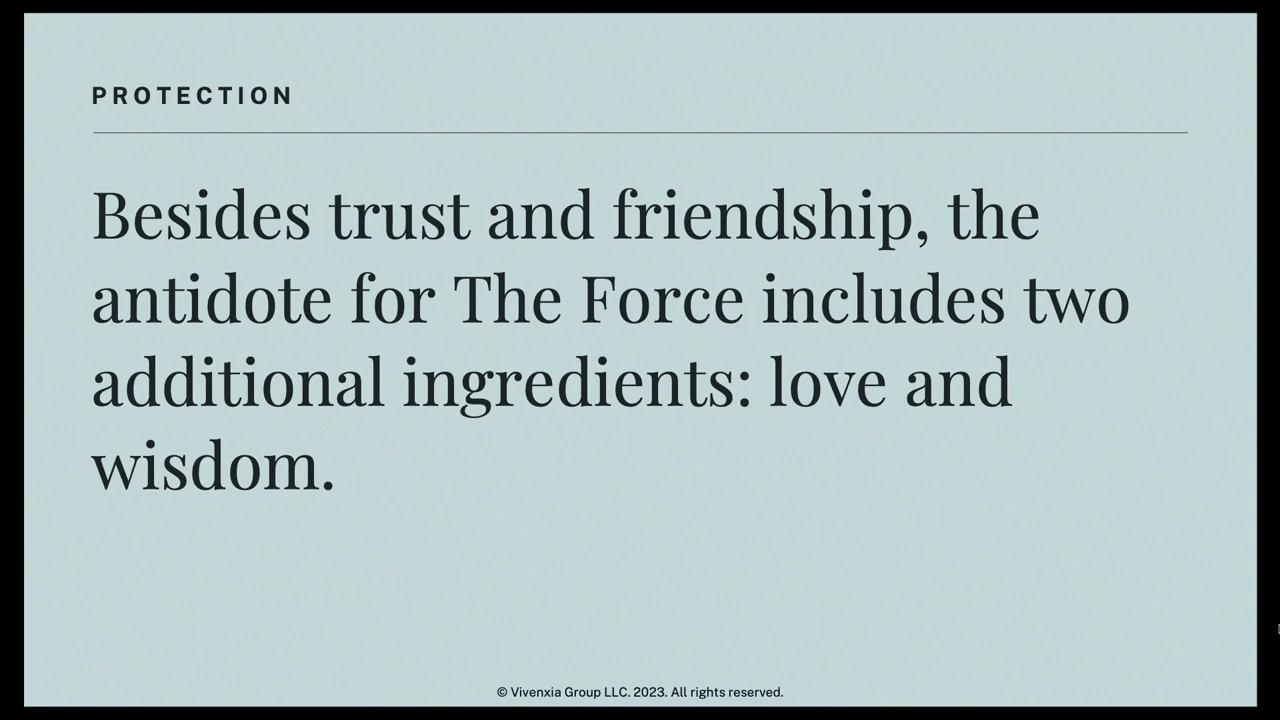 PROTECTION
Besides trust and friendship, the
antidote for The Force includes two
additional ingredients: love and
wisdom.
© Vivenxia Group LLC. 2023. All rights reserved.